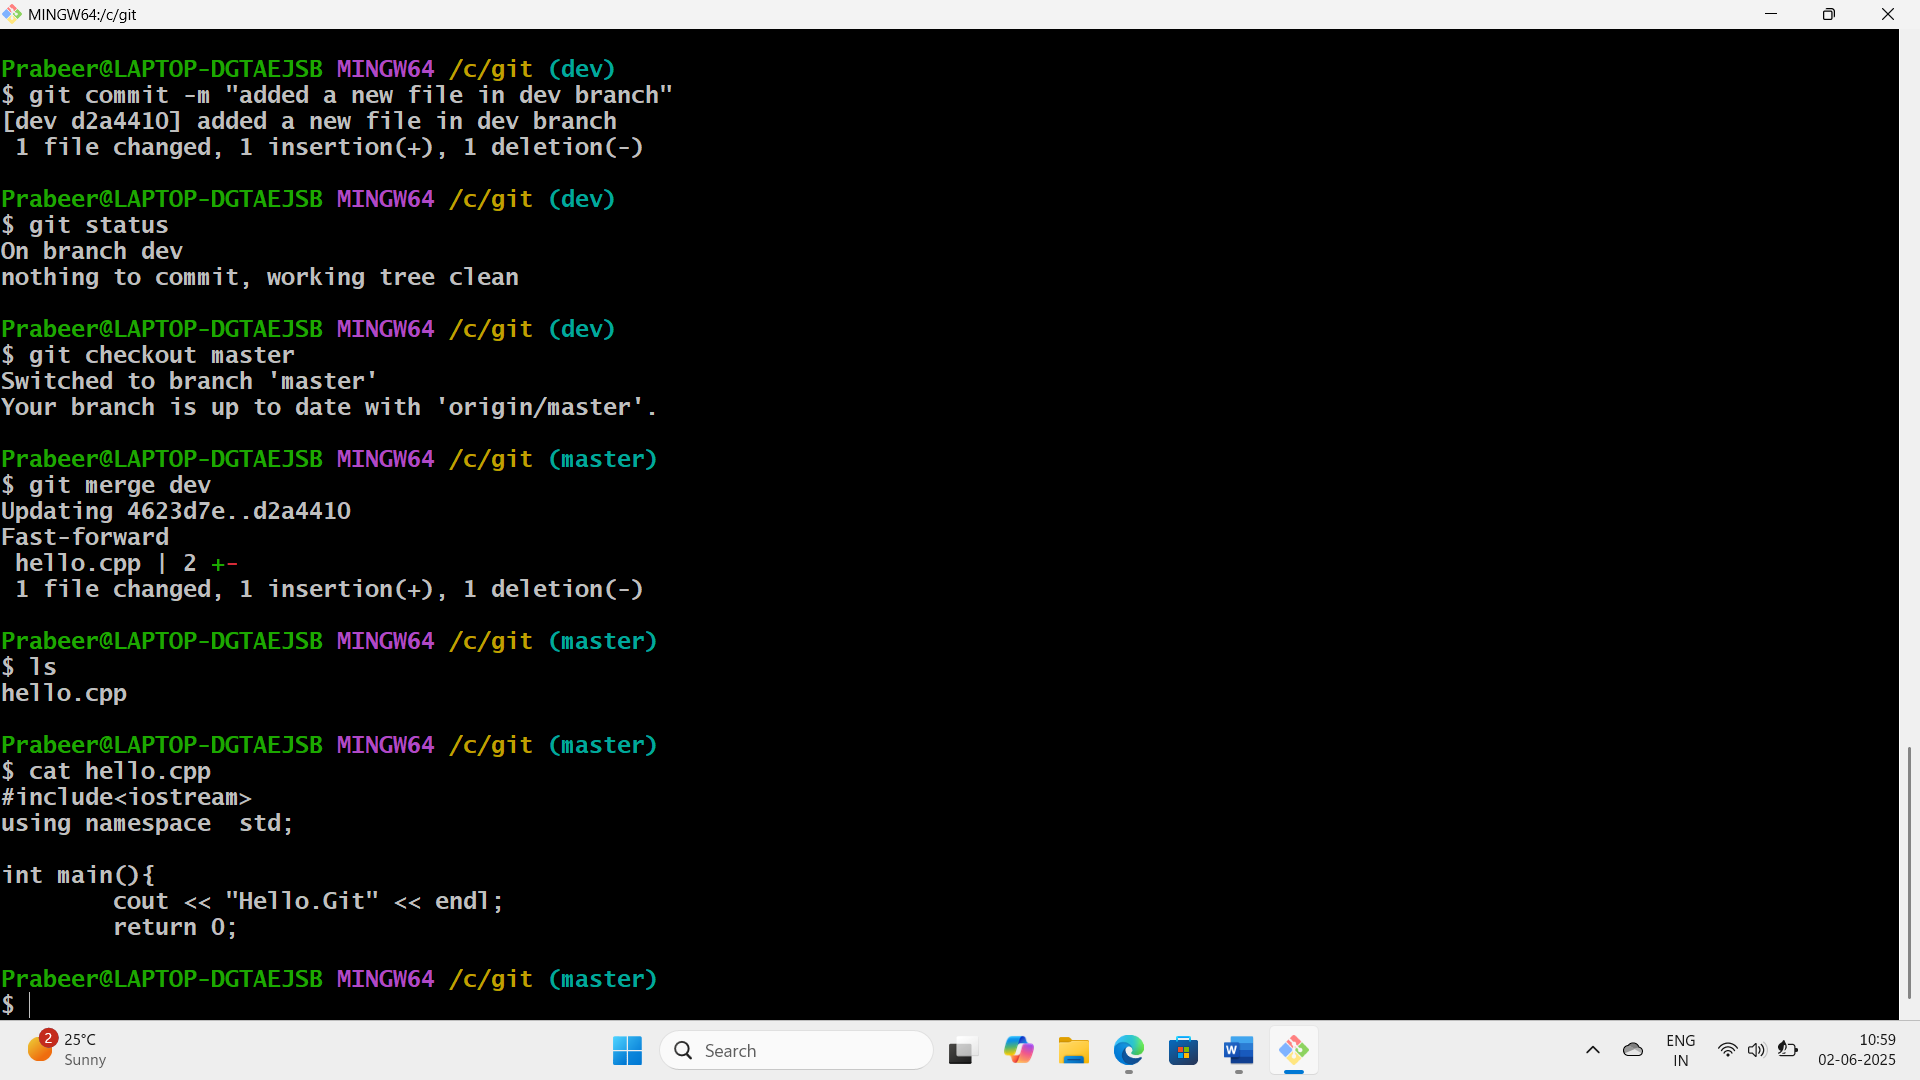 MINGW64:/c/git
Prabeer@LAPTOP-DGTAEJSB MINGW64 /c/git (dev)
$ git commit -m "added a new file in dev branch"
[dev d2a4410] added a new file in dev branch
 1 file changed, 1 insertion(+), 1 deletion(-)
Prabeer@LAPTOP-DGTAEJSB MINGW64 /c/git (dev)
$ git status
On branch dev
nothing to commit, working tree clean
Prabeer@LAPTOP-DGTAEJSB MINGW64 /c/git (dev)
$ git checkout master
Switched to branch 'master'
Your branch is up to date with 'origin/master'.
Prabeer@LAPTOP-DGTAEJSB MINGW64 /c/git (master)
$ git merge dev
Updating 4623d7e..d2a4410
Fast-forward
 hello.cpp | 2 +-
 1 file changed, 1 insertion(+), 1 deletion(-)
Prabeer@LAPTOP-DGTAEJSB MINGW64 /c/git (master)
$ ls
hello.cpp
Prabeer@LAPTOP-DGTAEJSB MINGW64 /c/git (master)
$ cat hello.cpp
#include<iostream>
using namespace  std;
int main(){
        cout << "Hello.Git" << endl;
        return 0;
Prabeer@LAPTOP-DGTAEJSB MINGW64 /c/git (master)
$
2
25°C
Sunny
Search
W
ENG
IN
10:59
02-06-2025